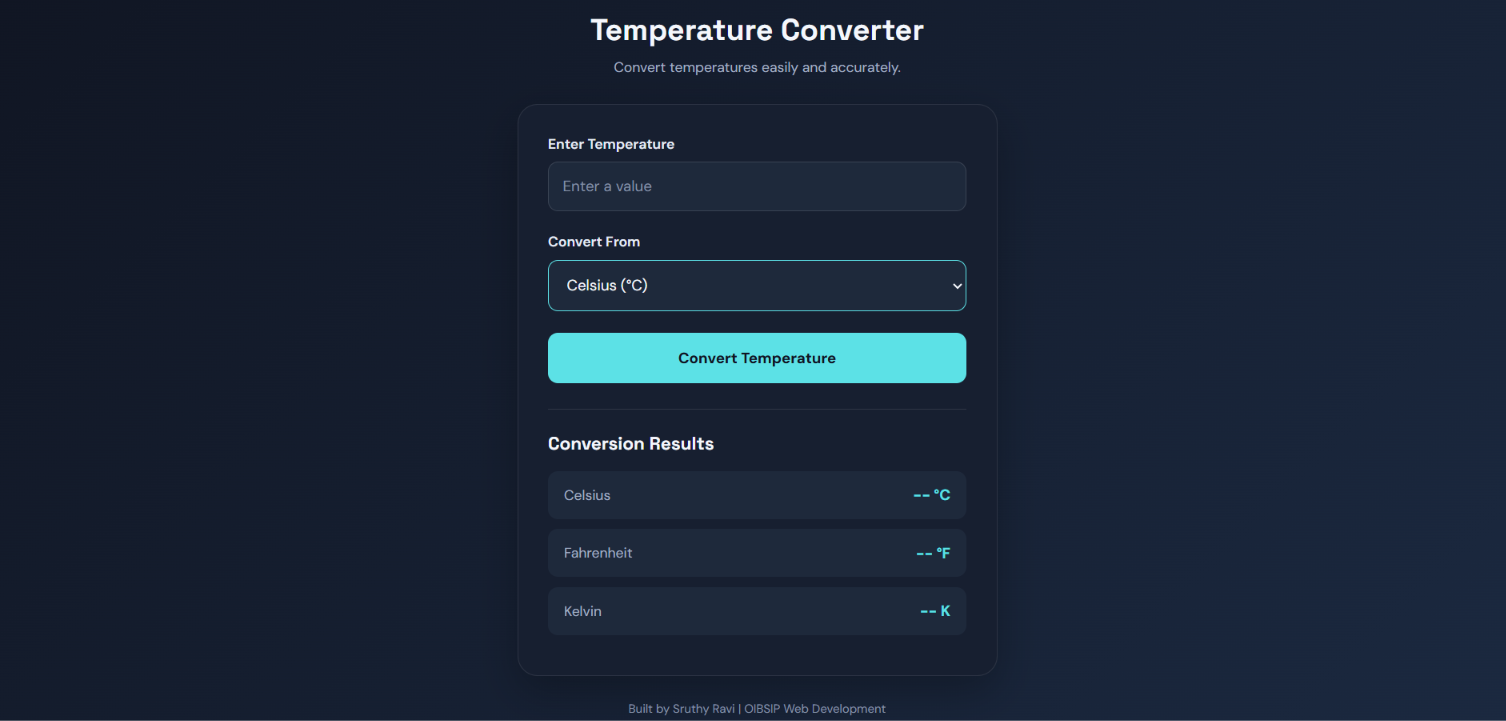 Temperature Converter
Convert temperatures easily and accurately.
Enter Temperature
Enter a value
Convert From
Celsius (°C)
Convert Temperature
Conversion Results
Celsius -- °C
Fahrenheit -- °F
Kelvin -- K
Built by Sruthy Ravi | OIBSIP Web Development